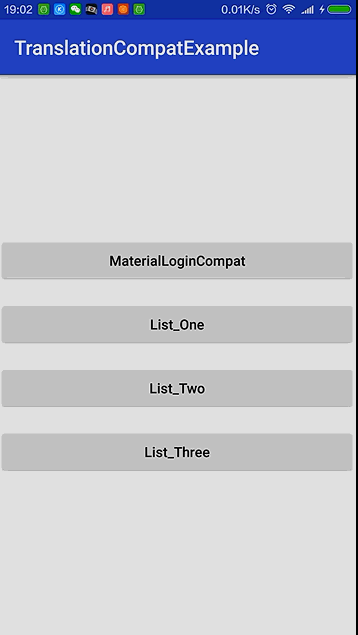 19:02 0.01K/s
TranslationCompatExample
MaterialLoginCompat
List_One
List_Two
List_Three